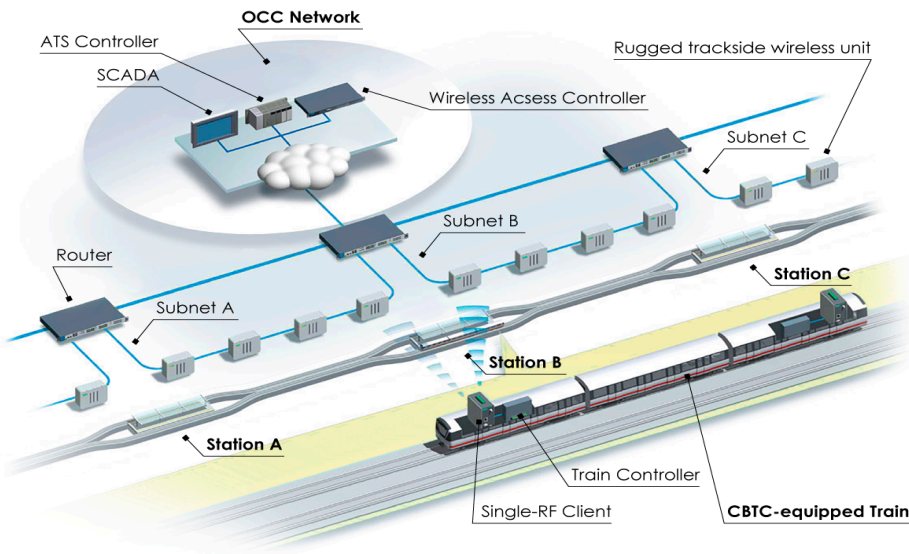 OCC Network
ATS Controller
SCADA
Rugged trackside wireless unit
Wireless Acsess Controller
Subnet C
Subnet B
Router
Subnet A
Station C
Station B
Station A
Train Controller
Single-RF Client
CBTC-equipped Train